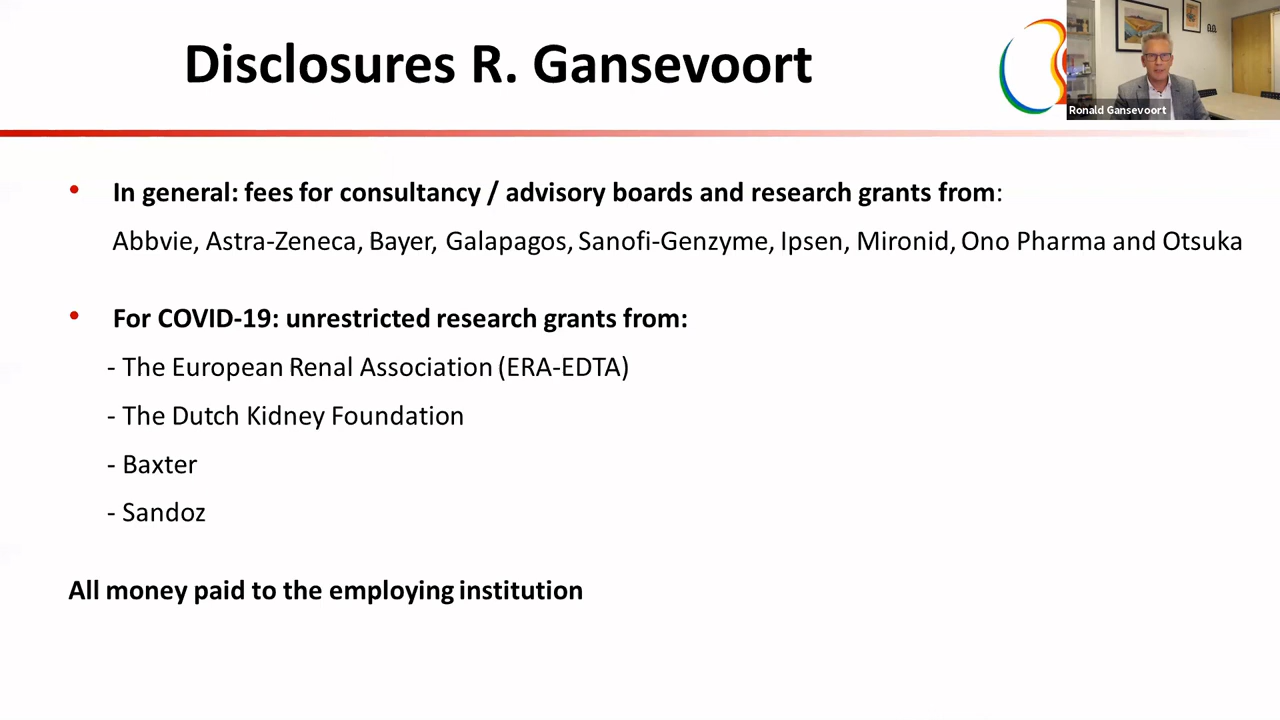 Disclosures R. Gansevoort
Ronald Gansevoort
• In general: fees for consultancy / advisory boards and research grants from:
Abbvie, Astra-Zeneca, Bayer, Galapagos, Sanofi-Genzyme, Ipsen, Mironid, Ono Pharma and Otsuka
• For COVID-19: unrestricted research grants from:
- The European Renal Association (ERA-EDTA)
- The Dutch Kidney Foundation
- Baxter
- Sandoz
All money paid to the employing institution